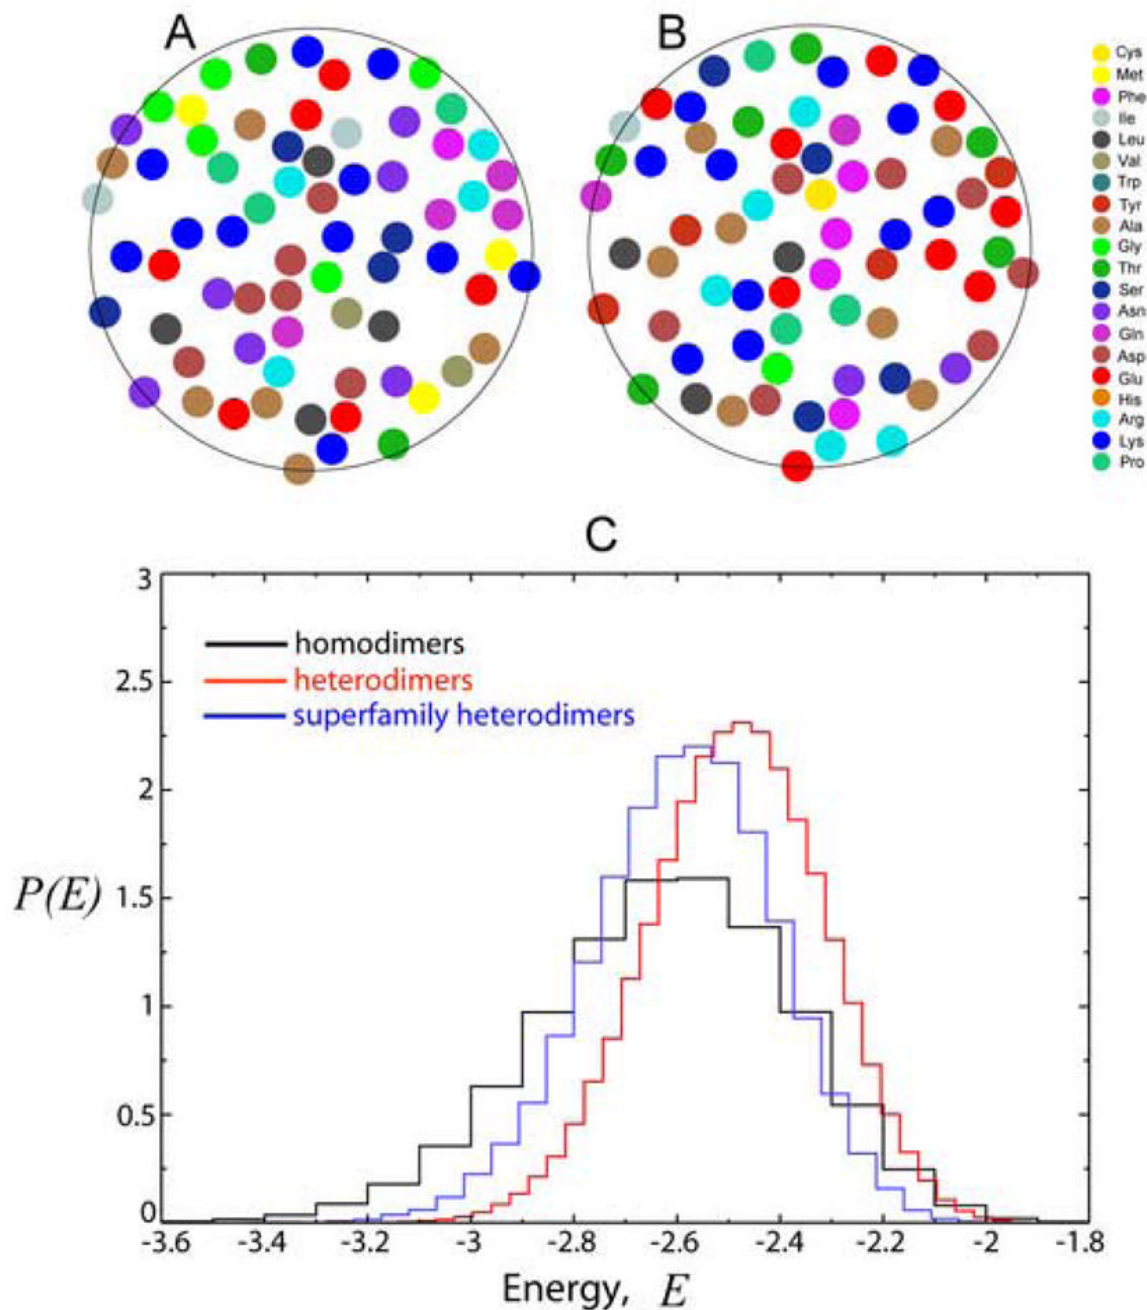 A
B
Cys
Met
Phe
Ile
Leu
Val
Trp
Tyr
Ala
Gly
Thr
Ser
Asn
Gln
Asp
Glu
His
Arg
Lys
Pro
C
3
2.5
2
1.5
1
0.5
0
P(E)
homodimers
heterodimers
superfamily heterodimers
-3.6 -3.4 -3.2 -3 -2.8 -2.6 -2.4 -2.2 -2 -1.8
Energy, E